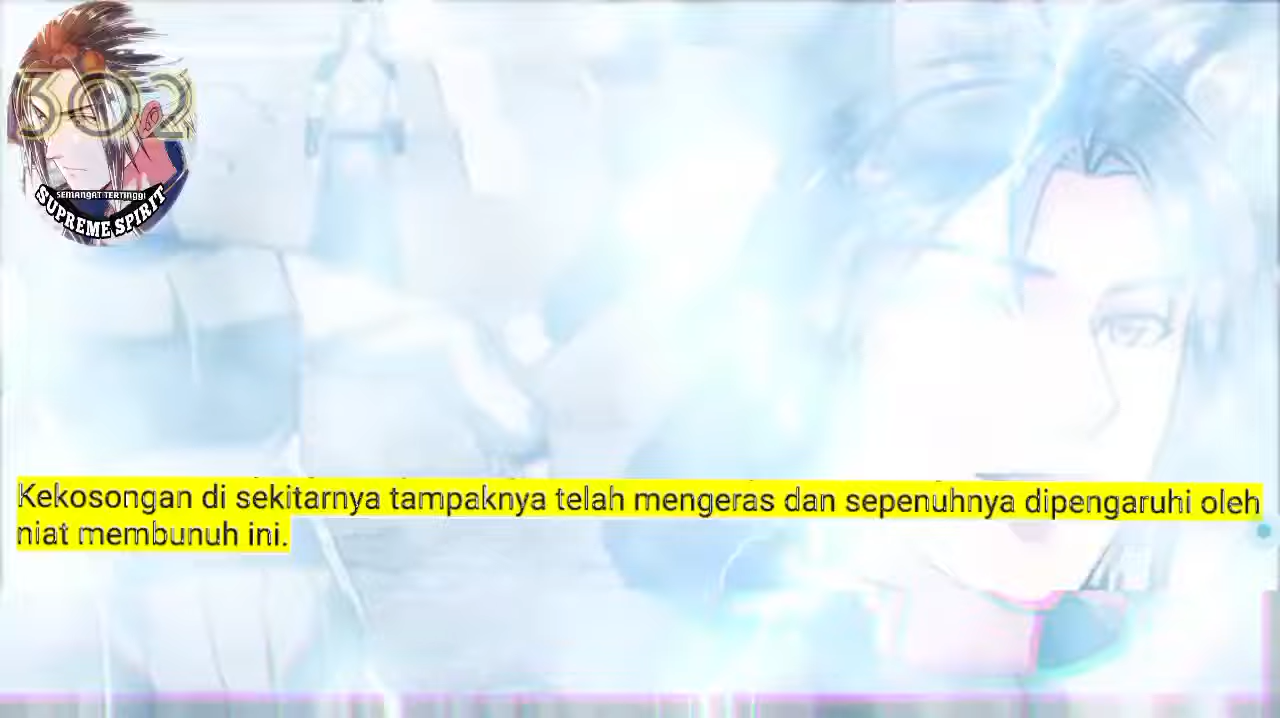 302
SEMANGAT TERTINGGI
SUPREME SPIRIT
Kekosongan di sekitarnya tampaknya telah mengeras dan sepenuhnya dipengaruhi oleh
niat membunuh ini.